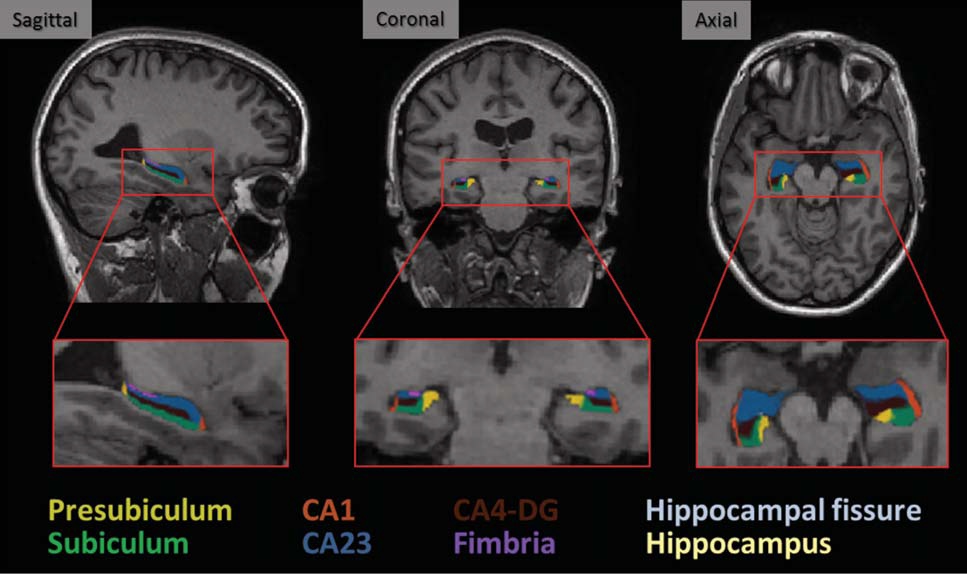 Sagittal
Coronal
Axial
Presubiculum CA1 CA4-DG Hippocampal fissure
Subiculum CA23 Fimbria Hippocampus